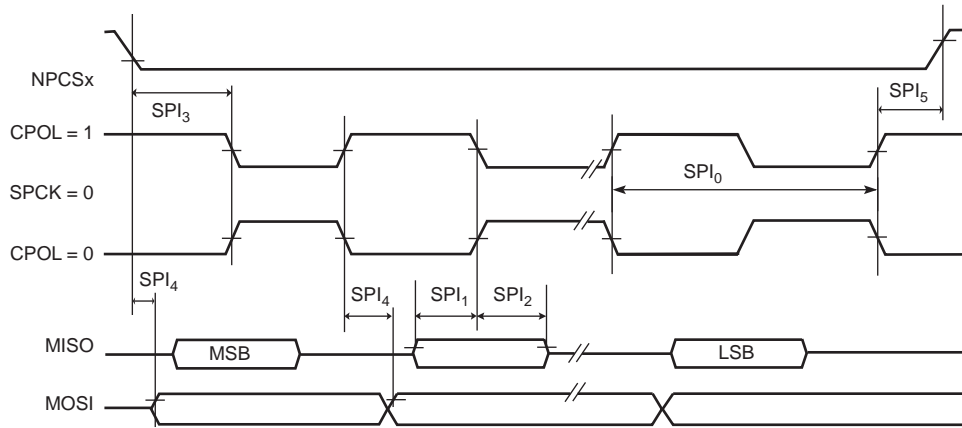 NPCSx
SPI₃
SPI₅
CPOL = 1
SPCK = 0
SPI₀
CPOL = 0
SPI₄
SPI₄
SPI₁
SPI₂
MISO
MSB
LSB
MOSI